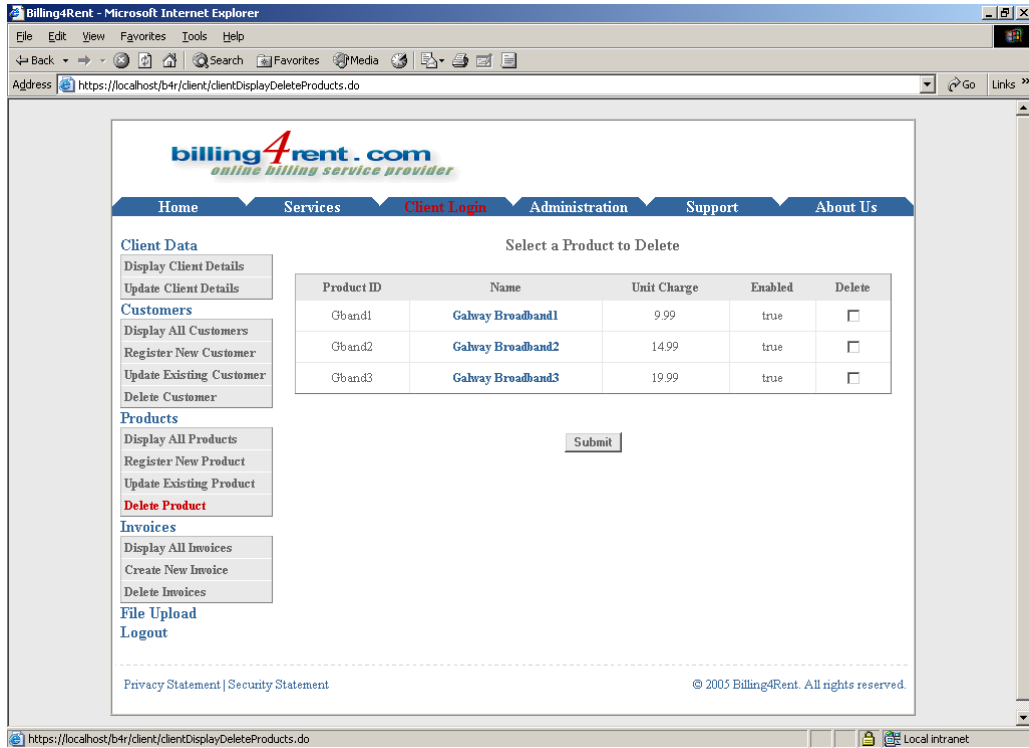 Billing4Rent - Microsoft Internet Explorer
File Edit View Favorites Tools Help
Back Search Favorites Media
Address https://localhost/b4r/client/clientDisplayDeleteProducts.do Go Links »
billing4rent.com
online billing service provider
Home Services Client Login Administration Support About Us
Client Data
Display Client Details
Update Client Details
Customers
Display All Customers
Register New Customer
Update Existing Customer
Delete Customer
Products
Display All Products
Register New Product
Update Existing Product
Delete Product
Invoices
Display All Invoices
Create New Invoice
Delete Invoices
File Upload
Logout
Select a Product to Delete
Product ID Name Unit Charge Enabled Delete
Gband1 Galway Broadband1 9.99 true
Gband2 Galway Broadband2 14.99 true
Gband3 Galway Broadband3 19.99 true
Submit
Privacy Statement | Security Statement
© 2005 Billing4Rent. All rights reserved.
https://localhost/b4r/client/clientDisplayDeleteProducts.do Local intranet